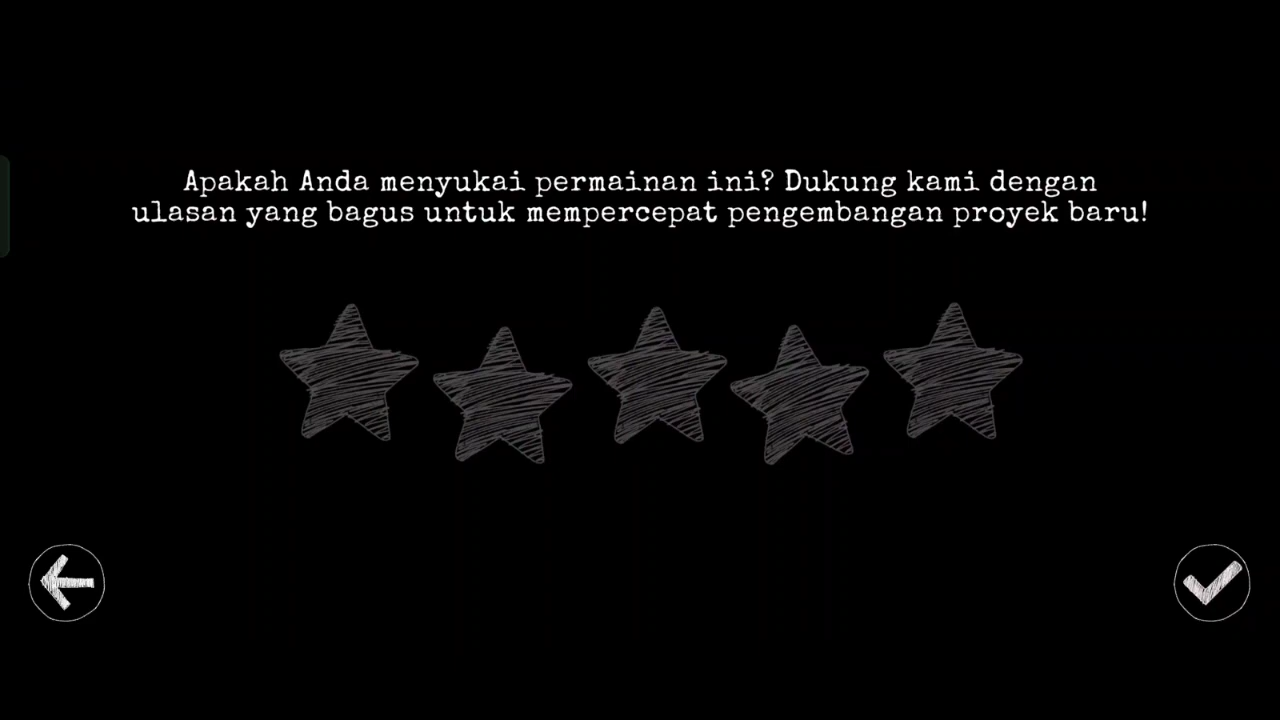 Apakah Anda menyukai permainan ini? Dukung kami dengan
ulasan yang bagus untuk mempercepat pengembangan proyek baru!